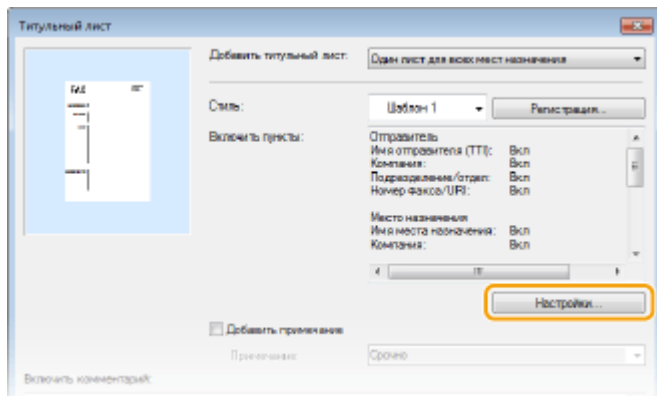 Титульный лист
Добавить титульный лист: Один лист для всех мест назначения
FAX
Стиль: Шаблон 1 Регистрация...
Включить пункты: Отправитель
Имя отправителя (TTI): Вкл
Компания: Вкл
Подразделение/отдел: Вкл
Номер факса/URI: Вкл
Место назначения
Имя места назначения: Вкл
Компания: Вкл
Настройки...
Добавить примечание
Примечание: Срочно
Включить комментарий: